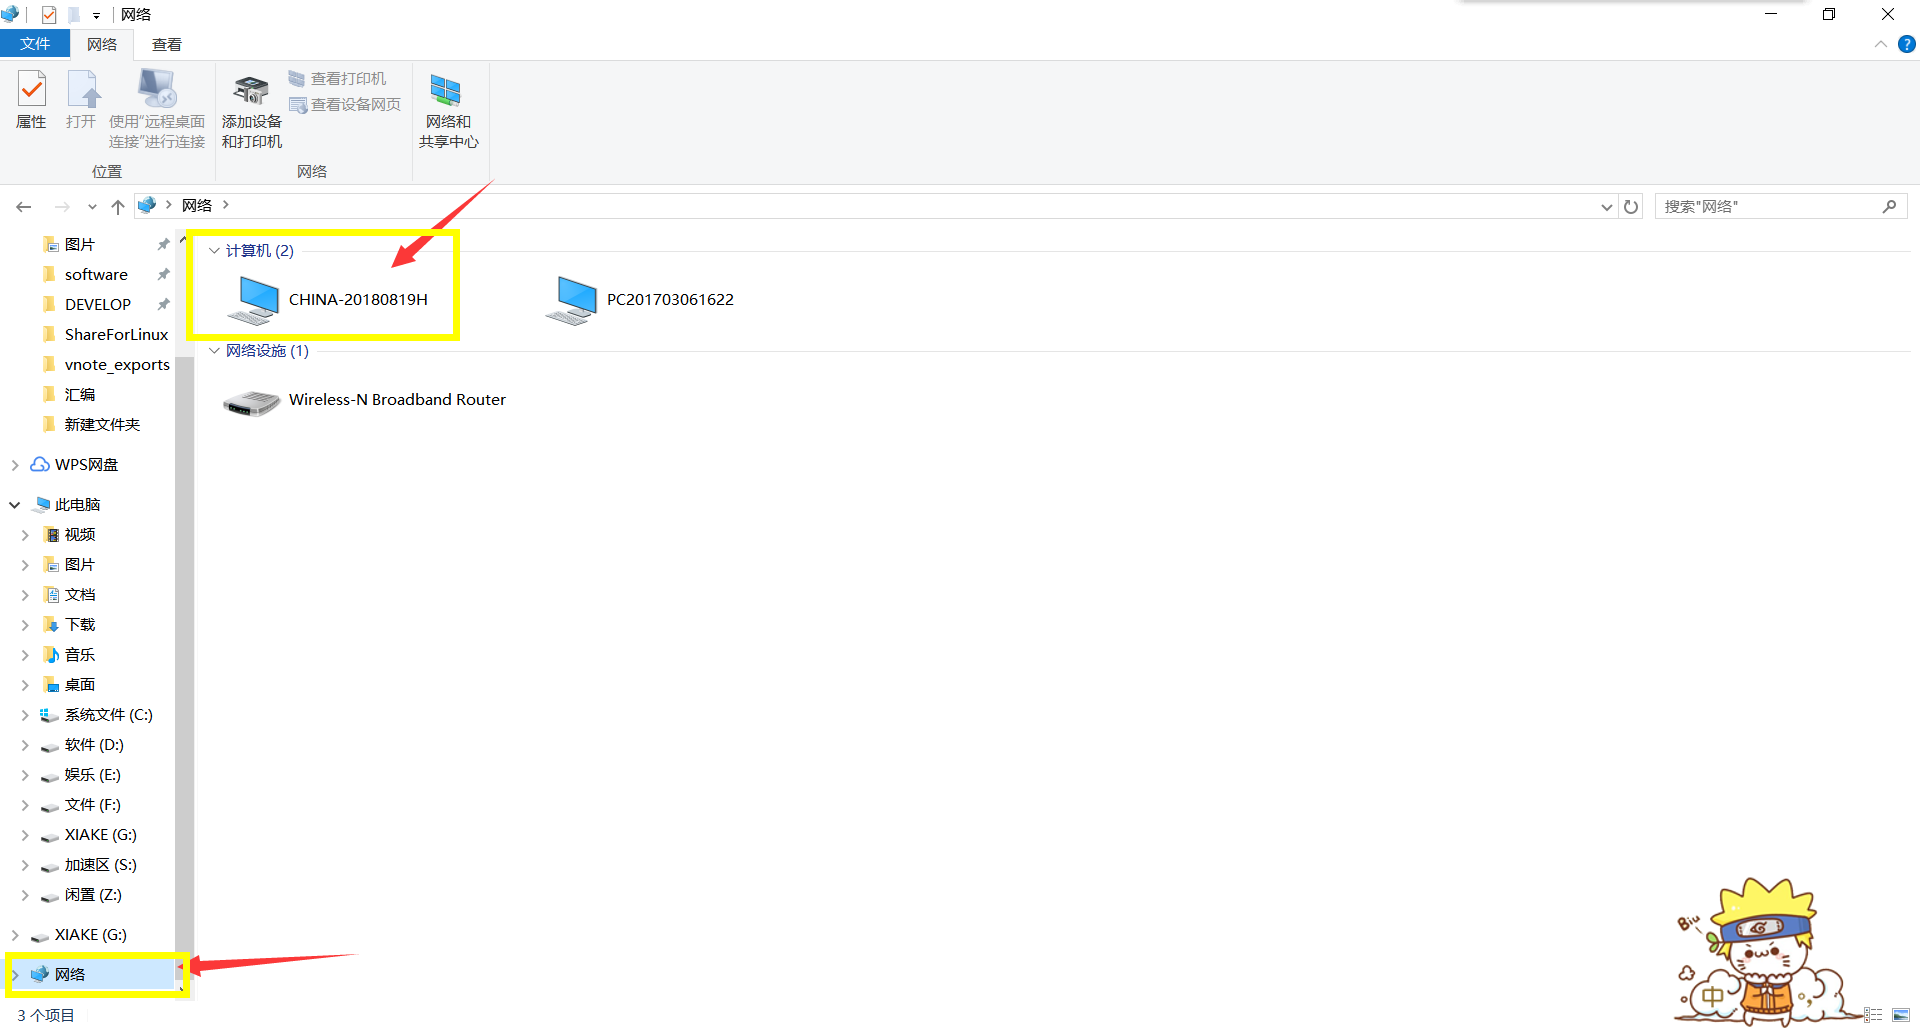 网络
文件
网络
查看
属性
打开
使用“远程桌面
连接”进行连接
位置
添加设备
和打印机
查看打印机
查看设备网页
网络
网络和
共享中心
网络
搜索"网络"
图片
software
DEVELOP
ShareForLinux
vnote_exports
汇编
新建文件夹
WPS网盘
此电脑
视频
图片
文档
下载
音乐
桌面
系统文件 (C:)
软件 (D:)
娱乐 (E:)
文件 (F:)
XIAKE (G:)
加速区 (S:)
闲置 (Z:)
XIAKE (G:)
网络
计算机 (2)
CHINA-20180819H
PC201703061622
网络设施 (1)
Wireless-N Broadband Router
Biu
中
3 个项目